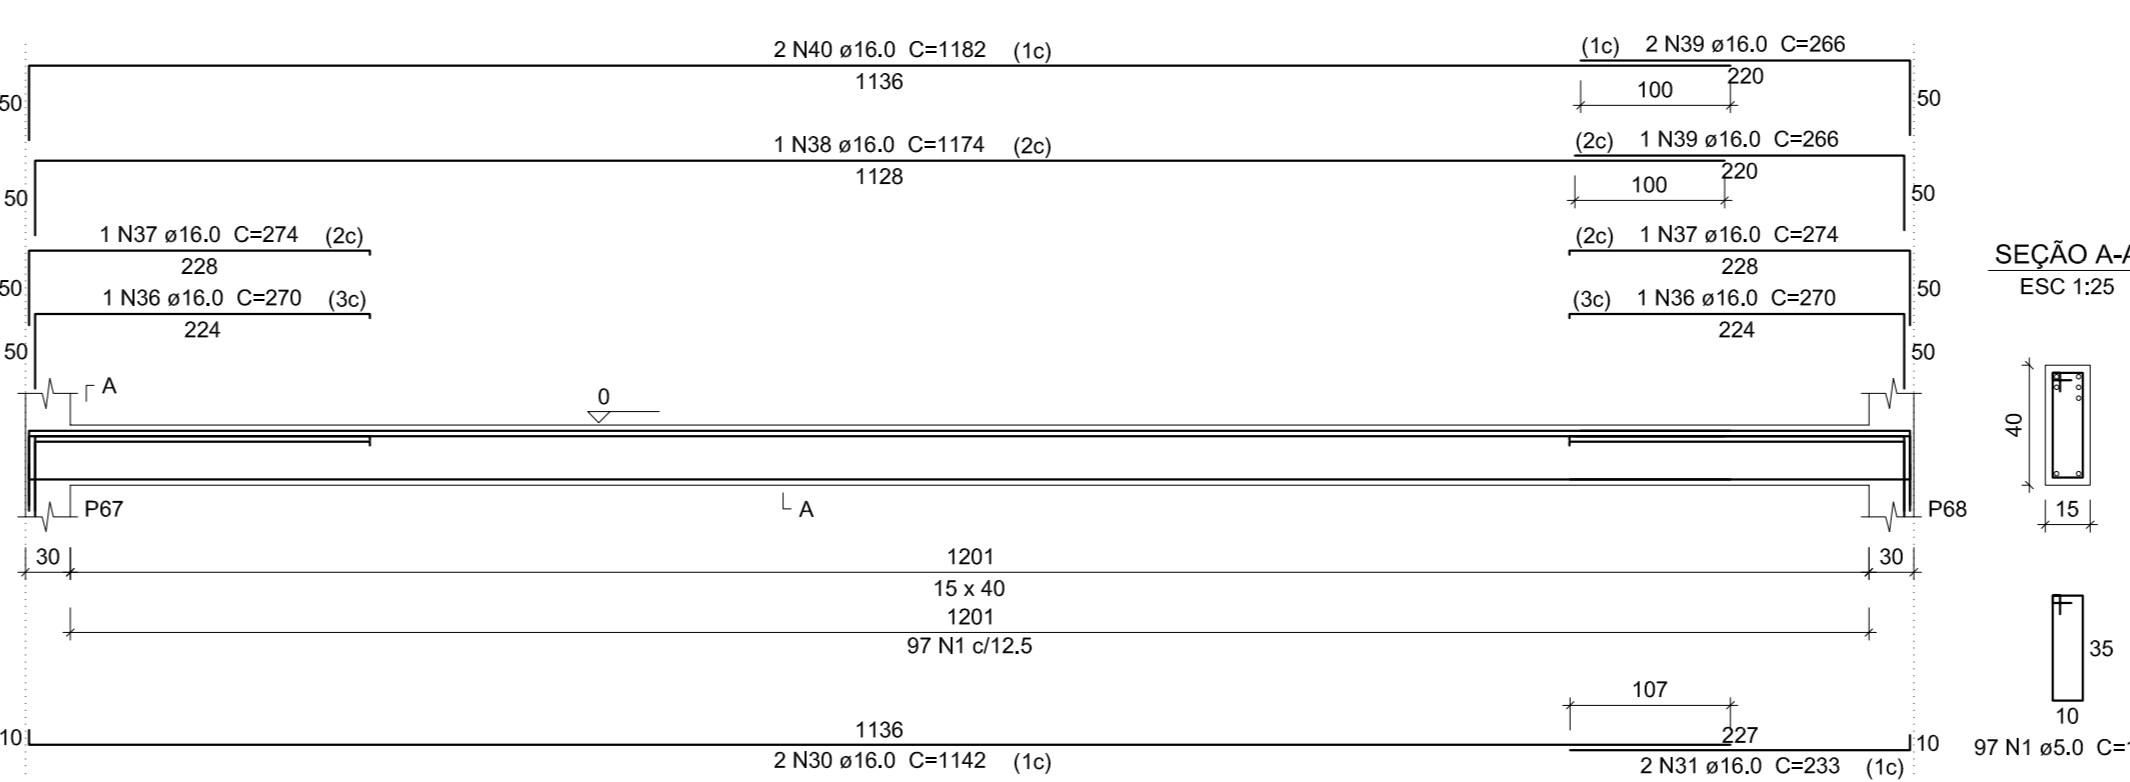 2 N40 ø16.0 C=1182 (1c)
(1c) 2 N39 ø16.0 C=266
1136
220
100
50
50
1 N38 ø16.0 C=1174 (2c)
(2c) 1 N39 ø16.0 C=266
1128
220
100
50
50
1 N37 ø16.0 C=274 (2c)
(2c) 1 N37 ø16.0 C=274
228
228
50
50
1 N36 ø16.0 C=270 (3c)
(3c) 1 N36 ø16.0 C=270
224
224
50
50
SEÇÃO A-A
ESC 1:25
A
0
40
15
P67
A
P68
30
1201
30
15 x 40
1201
97 N1 c/12.5
35
10
97 N1 ø5.0 C=
107
10
1136
227
10
2 N30 ø16.0 C=1142 (1c)
2 N31 ø16.0 C=233 (1c)